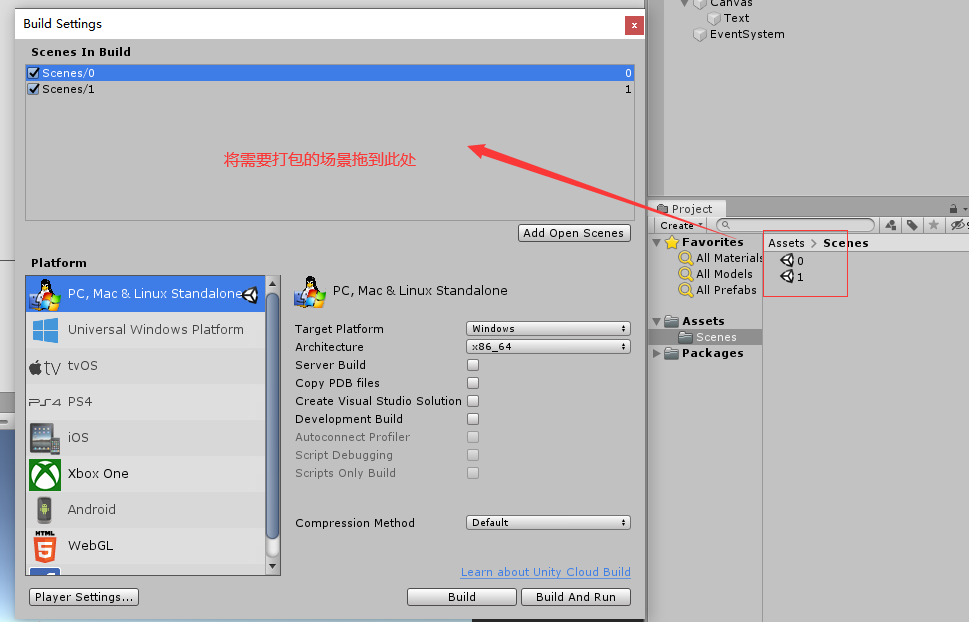 Build Settings
x
Scenes In Build
Scenes/0 0
Scenes/1 1
将需要打包的场景拖到此处
Add Open Scenes
Platform
PC, Mac & Linux Standalone
Universal Windows Platform
tv tvOS
PS4
iOS
Xbox One
Android
HTML
5 WebGL
Player Settings...
PC, Mac & Linux Standalone
Target Platform Windows
Architecture x86_64
Server Build
Copy PDB files
Create Visual Studio Solution
Development Build
Autoconnect Profiler
Script Debugging
Scripts Only Build
Compression Method Default
Learn about Unity Cloud Build
Build Build And Run
Canvas
Text
EventSystem
Project
Create
Favorites
All Materials
All Models
All Prefabs
Assets
Scenes
Packages
Assets > Scenes
0
1